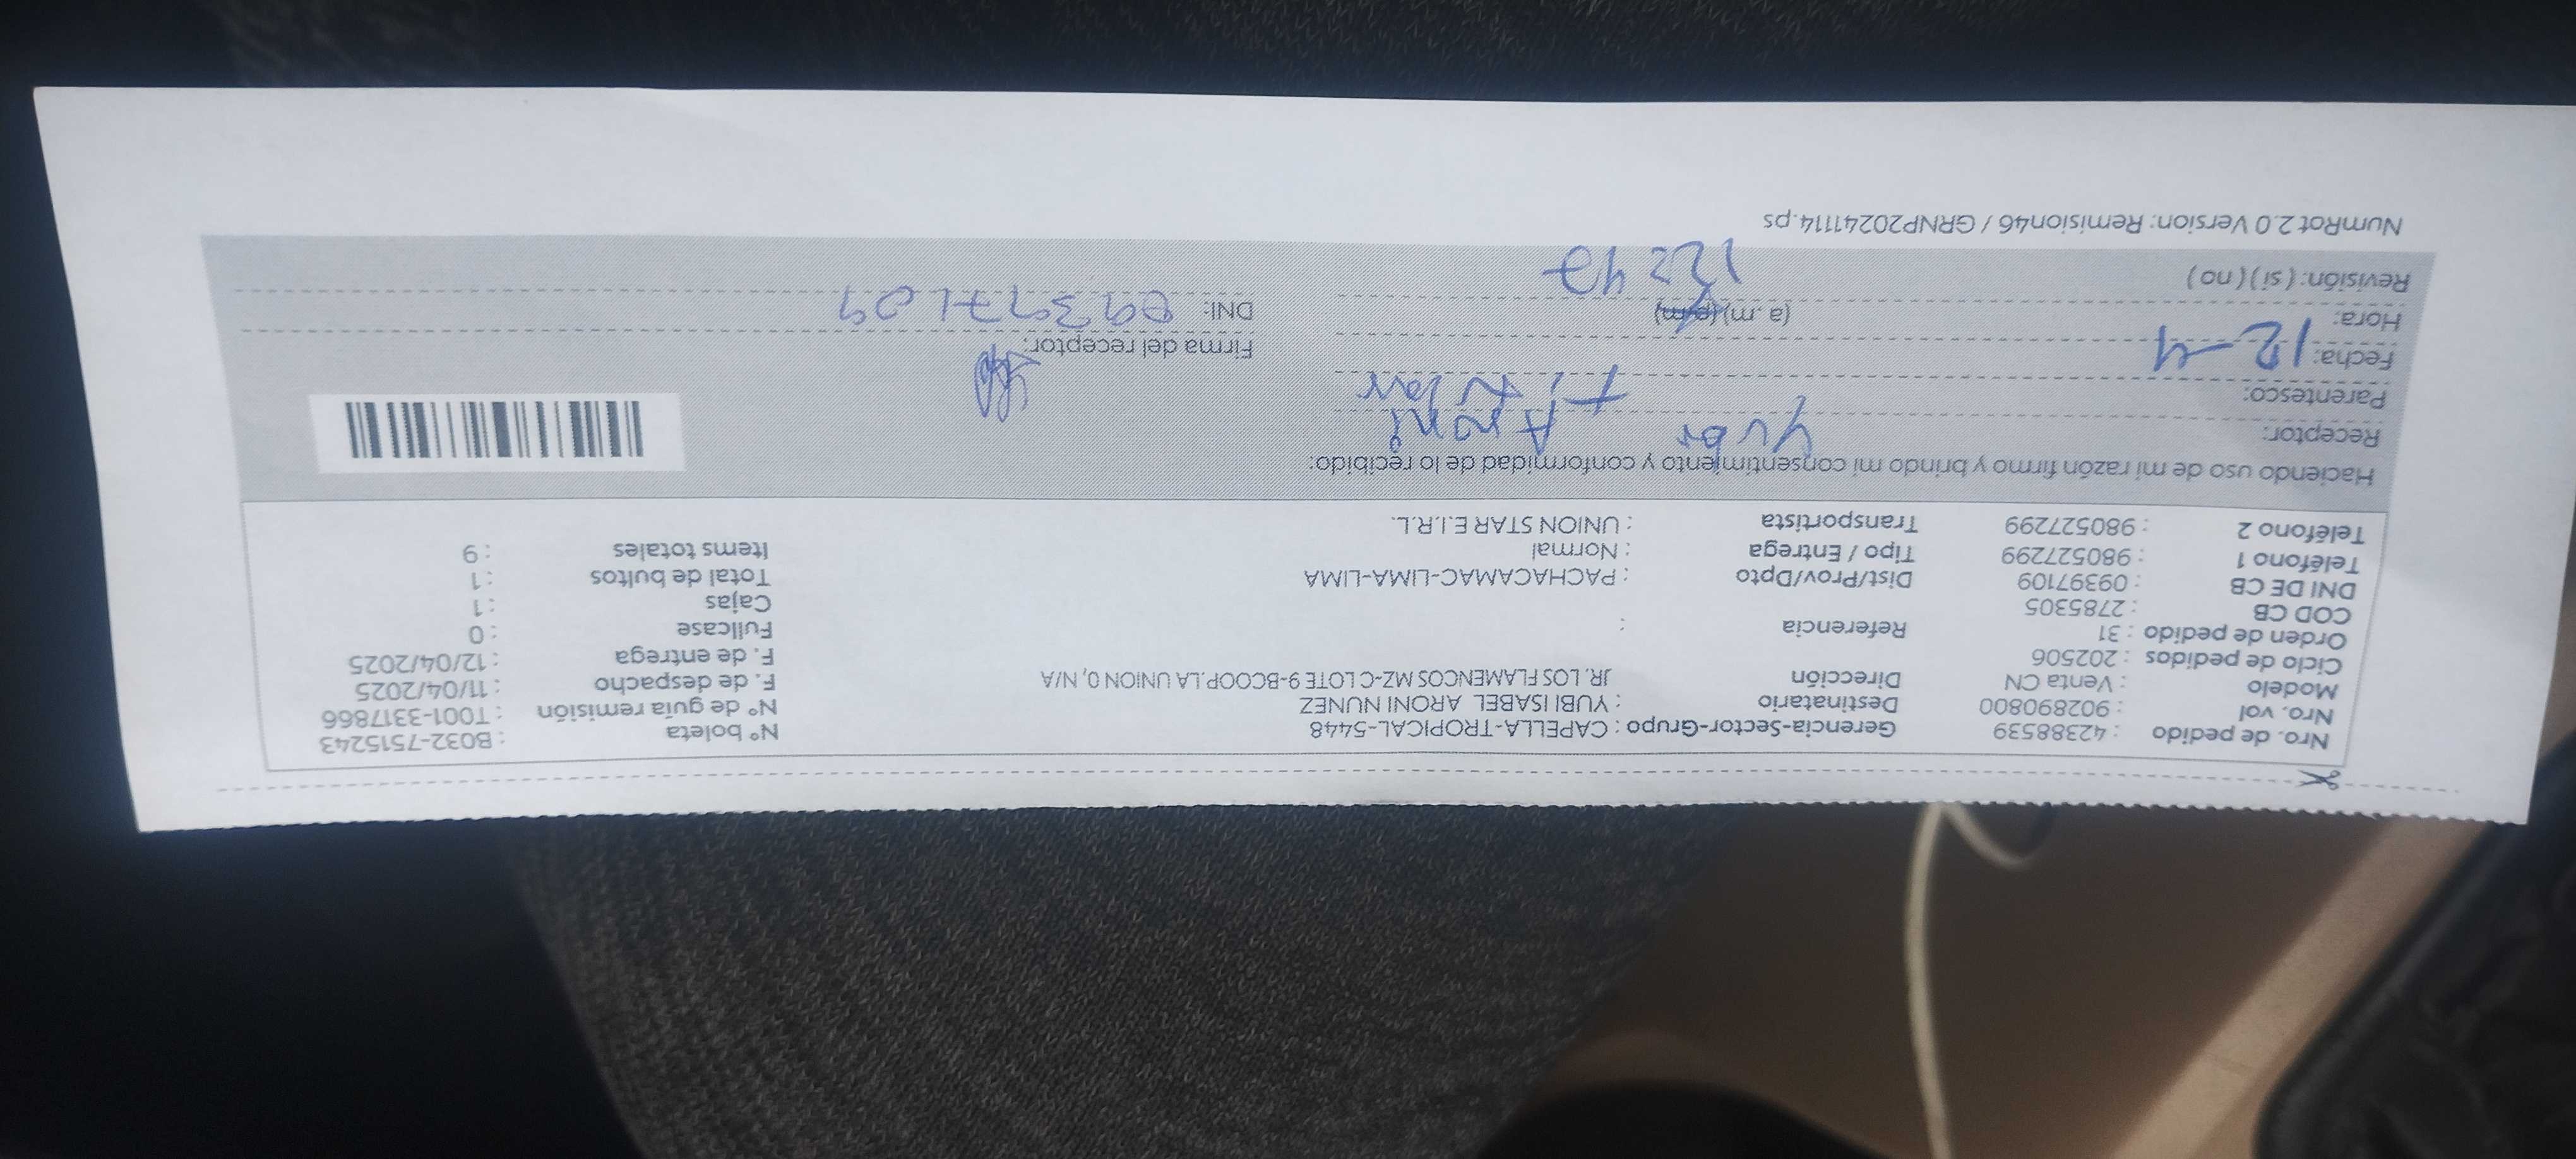 Nro. de pedido : 42388539 Gerencia-Sector-Grupo : CAPELLA-TROPICAL-5448 N° boleta : B032-7515243
Nro. vol : 902890800 Destinatario : YUBI ISABEL ARONI NUNNEZ N° de guía remisión : T001-3317866
Modelo : Venta CN Dirección JR. LOS FLAMENCOS MZ-C LOTE 9-BCOOP.LA UNION 0, N/A F. de despacho : 11/04/2025
Ciclo de pedidos : 202506 F. de entrega : 12/04/2025
Orden de pedido : 31 Referencia : Fullcase : 0
COD CB : 2785305 Cajas : 1
DNI DE CB : 09397109 Dist/Prov/Dpto : PACHACAMAC-LIMA-LIMA Total de bultos : 1
Teléfono 1 : 980527299 Tipo / Entrega : Normal Items totales : 9
Teléfono 2 : 980527299 Transportista : UNION STAR E.I.R.L.
Haciendo uso de mi razón firmo y brindo mi consentimiento y conformidad de lo recibido:
Receptor: Yubi Aroni
Parentesco: Titular
Fecha: 12-4 Firma del receptor:
Hora: (a.m) (p.m) DNI: 09397109
Revisión: ( si ) ( no ) 12:47
NumRot 2.0 Version: Remision46 / GRNP20241114.ps